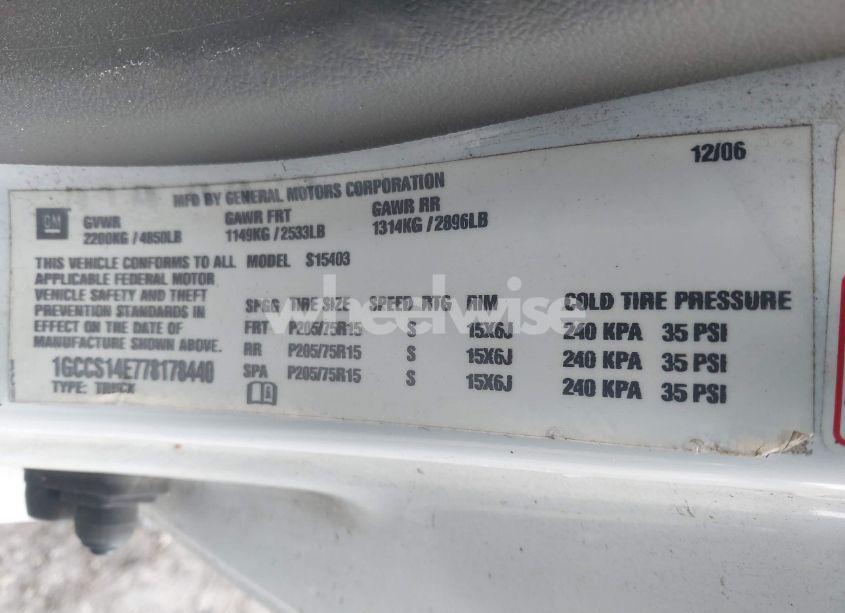 12/06
MFD BY GENERAL MOTORS CORPORATION
GM GVWR GAWR FRT GAWR RR
2200KG / 4850LB 1149KG / 2533LB 1314KG / 2896LB
THIS VEHICLE CONFORMS TO ALL MODEL S15403
APPLICABLE FEDERAL MOTOR
VEHICLE SAFETY AND THEFT
PREVENTION STANDARDS IN
EFFECT ON THE DATE OF
MANUFACTURE SHOWN ABOVE.
1GCCS14E778178440
TYPE: TRUCK
SPGG TIRE SIZE SPEED RTG RIM COLD TIRE PRESSURE
FRT P205/75R15 S 15X6J 240 KPA 35 PSI
RR P205/75R15 S 15X6J 240 KPA 35 PSI
SPA P205/75R15 S 15X6J 240 KPA 35 PSI
wheelwise